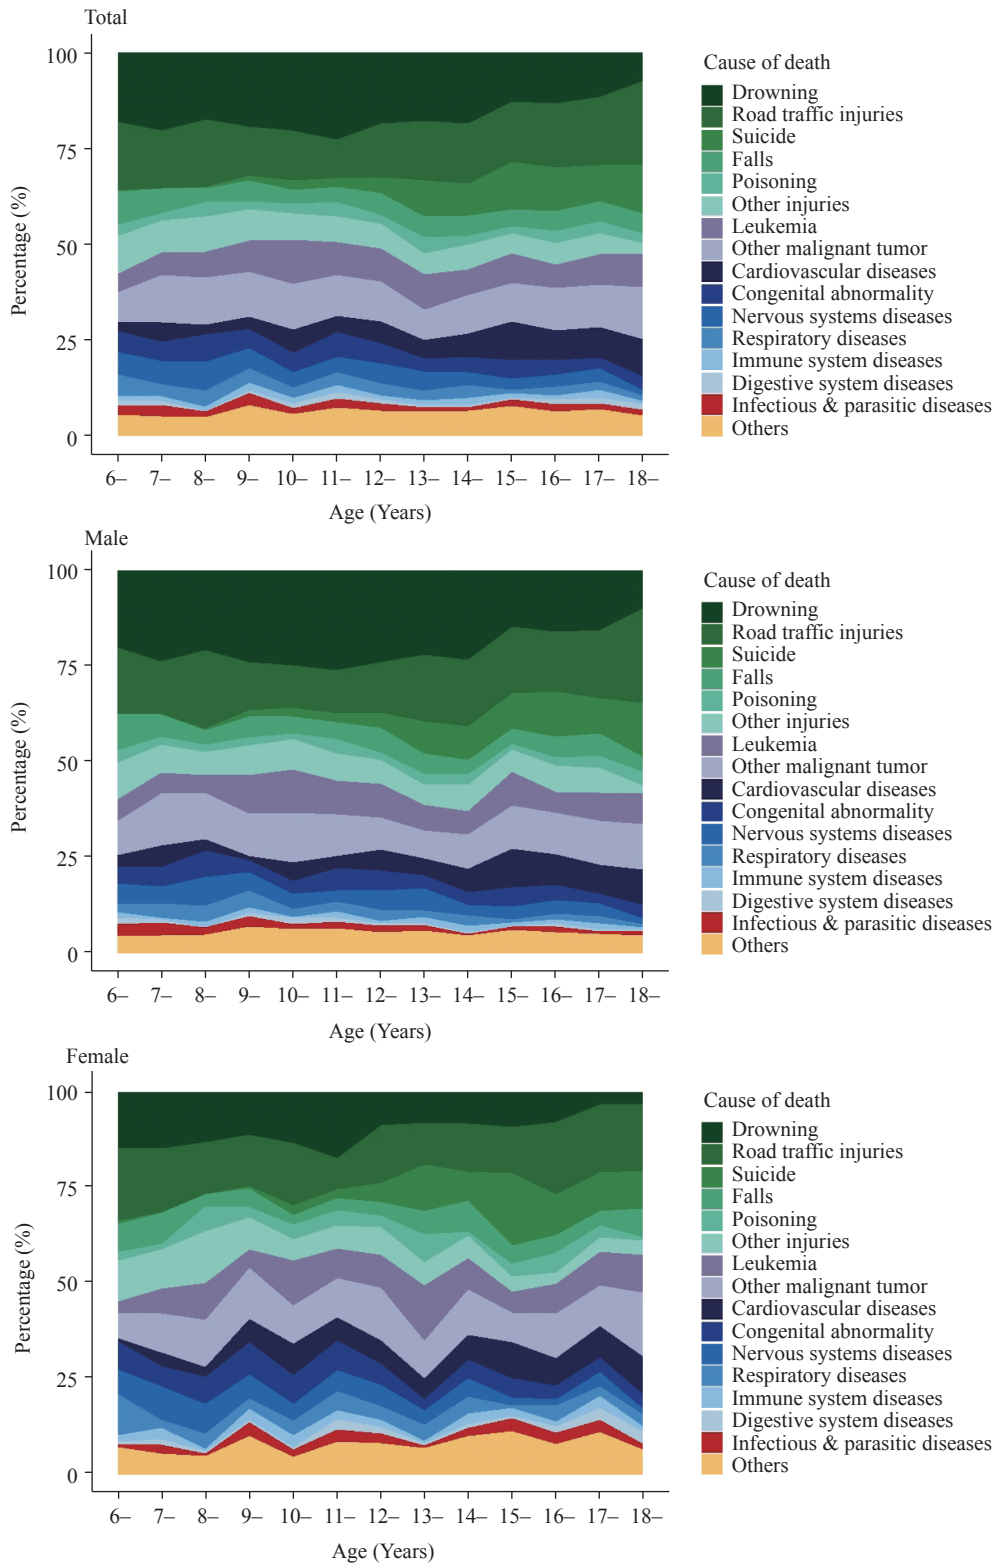 Total
100
75
50
25
0
Percentage (%)
6– 7– 8– 9– 10– 11– 12– 13– 14– 15– 16– 17– 18–
Age (Years)
Cause of death
Drowning
Road traffic injuries
Suicide
Falls
Poisoning
Other injuries
Leukemia
Other malignant tumor
Cardiovascular diseases
Congenital abnormality
Nervous systems diseases
Respiratory diseases
Immune system diseases
Digestive system diseases
Infectious & parasitic diseases
Others
Male
100
75
50
25
0
Percentage (%)
6– 7– 8– 9– 10– 11– 12– 13– 14– 15– 16– 17– 18–
Age (Years)
Cause of death
Drowning
Road traffic injuries
Suicide
Falls
Poisoning
Other injuries
Leukemia
Other malignant tumor
Cardiovascular diseases
Congenital abnormality
Nervous systems diseases
Respiratory diseases
Immune system diseases
Digestive system diseases
Infectious & parasitic diseases
Others
Female
100
75
50
25
0
Percentage (%)
6– 7– 8– 9– 10– 11– 12– 13– 14– 15– 16– 17– 18–
Age (Years)
Cause of death
Drowning
Road traffic injuries
Suicide
Falls
Poisoning
Other injuries
Leukemia
Other malignant tumor
Cardiovascular diseases
Congenital abnormality
Nervous systems diseases
Respiratory diseases
Immune system diseases
Digestive system diseases
Infectious & parasitic diseases
Others